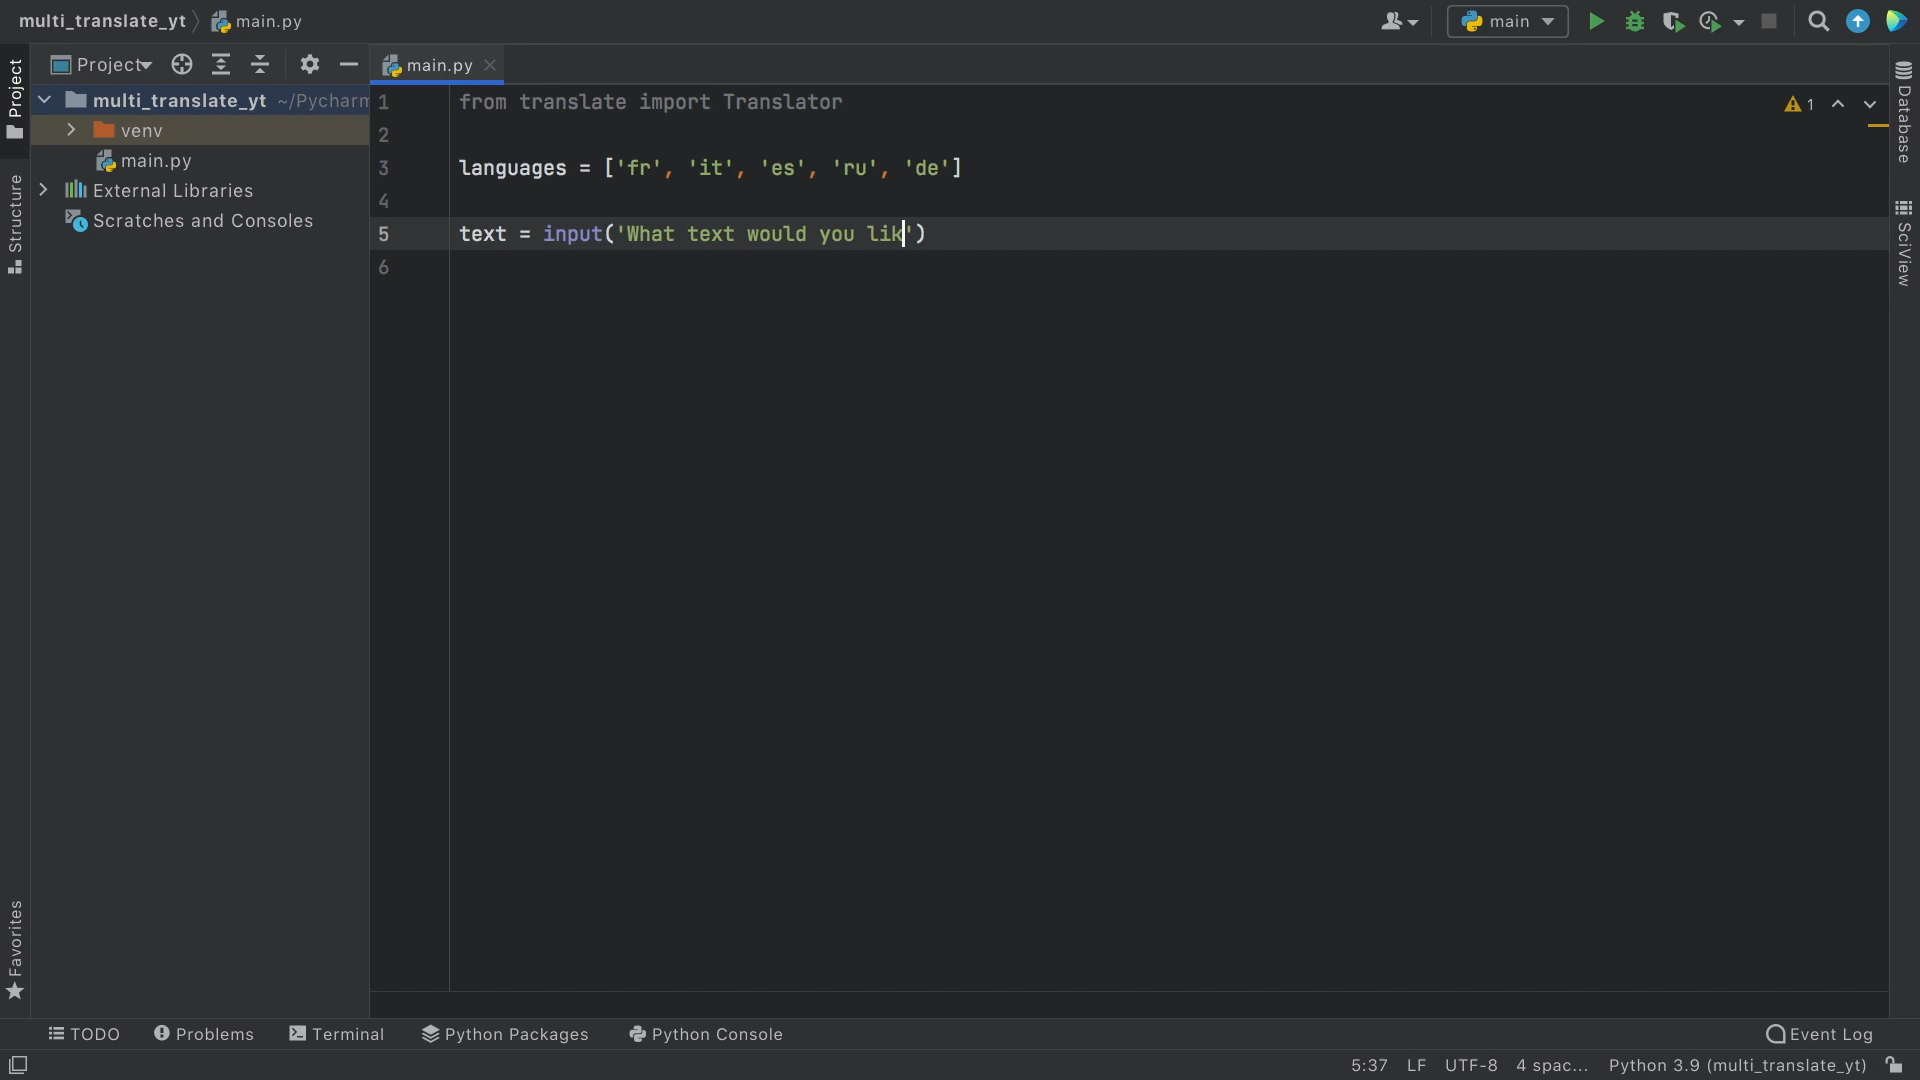 multi_translate_yt main.py
main
Project
main.py
Project
multi_translate_yt ~/Pycharm
venv
main.py
External Libraries
Scratches and Consoles
Structure
Favorites
1 from translate import Translator
2
3 languages = ['fr', 'it', 'es', 'ru', 'de']
4
5 text = input('What text would you lik')
6
1
Database
SciView
TODO Problems Terminal Python Packages Python Console Event Log
5:37 LF UTF-8 4 spac... Python 3.9 (multi_translate_yt)